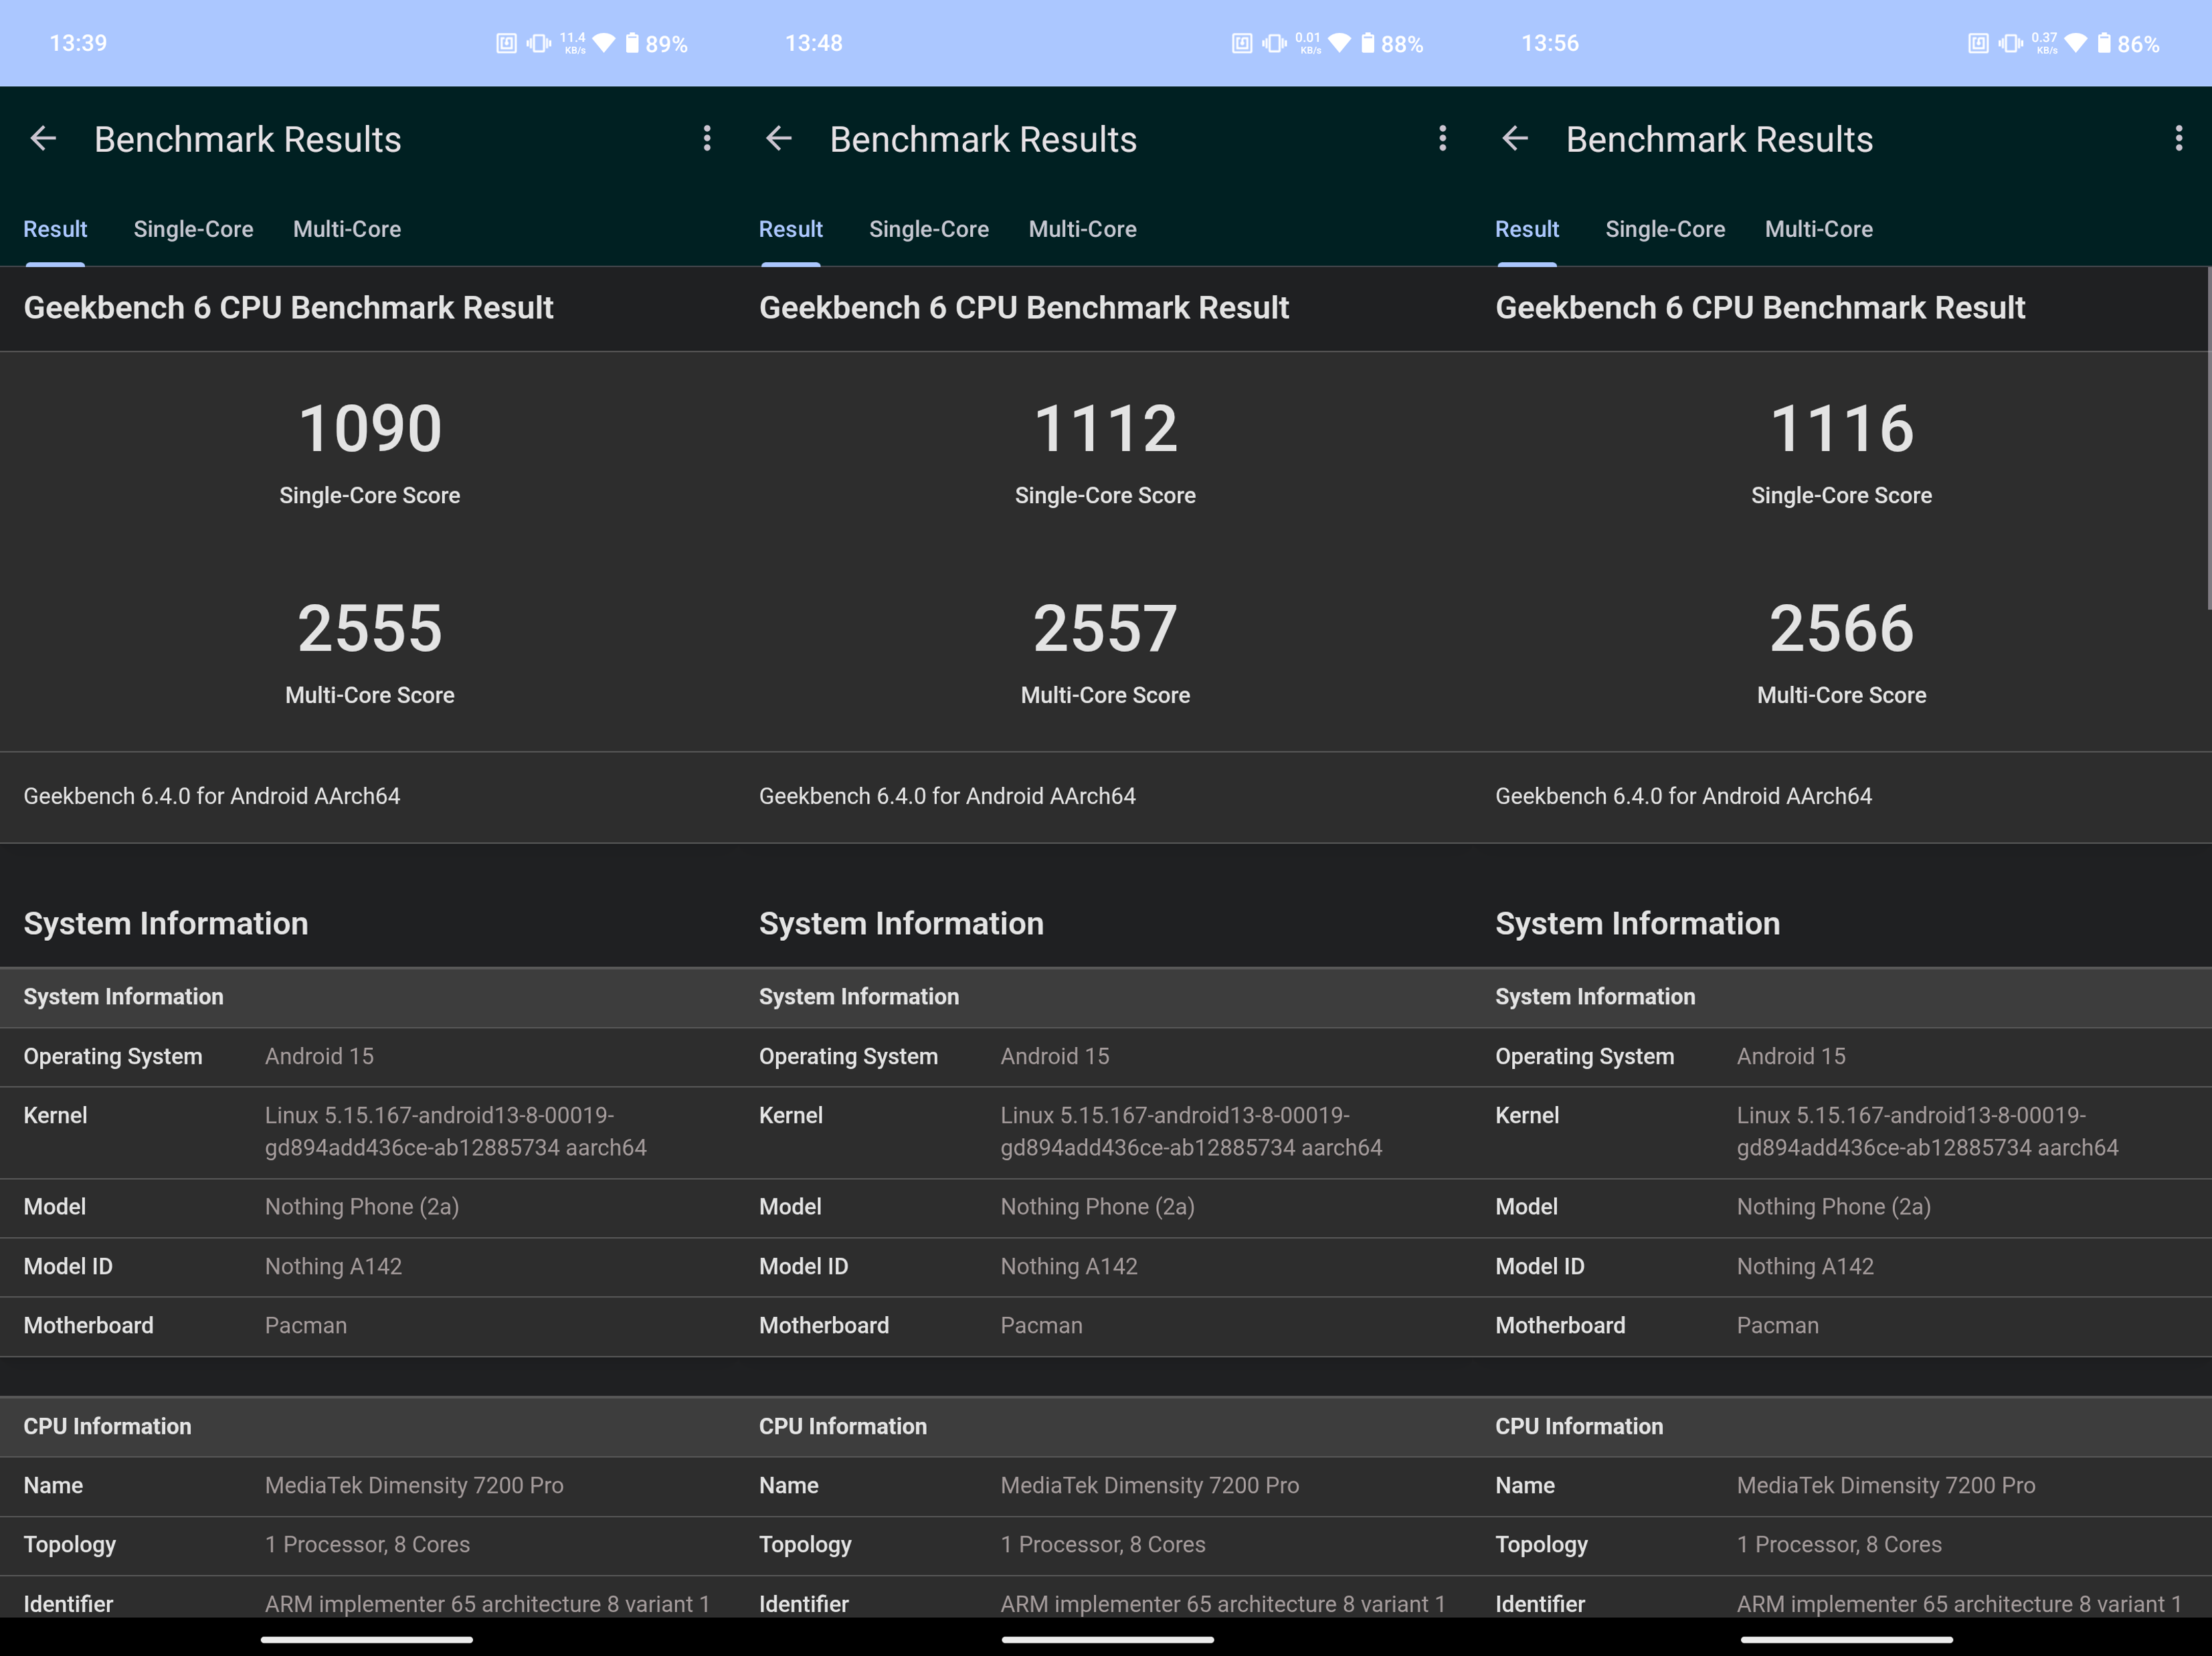 13:39 11.4 KB/s 89%
Benchmark Results
Result Single-Core Multi-Core
Geekbench 6 CPU Benchmark Result
1090
Single-Core Score
2555
Multi-Core Score
Geekbench 6.4.0 for Android AArch64
System Information
System Information
Operating System Android 15
Kernel Linux 5.15.167-android13-8-00019-
gd894add436ce-ab12885734 aarch64
Model Nothing Phone (2a)
Model ID Nothing A142
Motherboard Pacman
CPU Information
Name MediaTek Dimensity 7200 Pro
Topology 1 Processor, 8 Cores
Identifier ARM implementer 65 architecture 8 variant 1
13:48 0.01 KB/s 88%
Benchmark Results
Result Single-Core Multi-Core
Geekbench 6 CPU Benchmark Result
1112
Single-Core Score
2557
Multi-Core Score
Geekbench 6.4.0 for Android AArch64
System Information
System Information
Operating System Android 15
Kernel Linux 5.15.167-android13-8-00019-
gd894add436ce-ab12885734 aarch64
Model Nothing Phone (2a)
Model ID Nothing A142
Motherboard Pacman
CPU Information
Name MediaTek Dimensity 7200 Pro
Topology 1 Processor, 8 Cores
Identifier ARM implementer 65 architecture 8 variant 1
13:56 0.37 KB/s 86%
Benchmark Results
Result Single-Core Multi-Core
Geekbench 6 CPU Benchmark Result
1116
Single-Core Score
2566
Multi-Core Score
Geekbench 6.4.0 for Android AArch64
System Information
System Information
Operating System Android 15
Kernel Linux 5.15.167-android13-8-00019-
gd894add436ce-ab12885734 aarch64
Model Nothing Phone (2a)
Model ID Nothing A142
Motherboard Pacman
CPU Information
Name MediaTek Dimensity 7200 Pro
Topology 1 Processor, 8 Cores
Identifier ARM implementer 65 architecture 8 variant 1